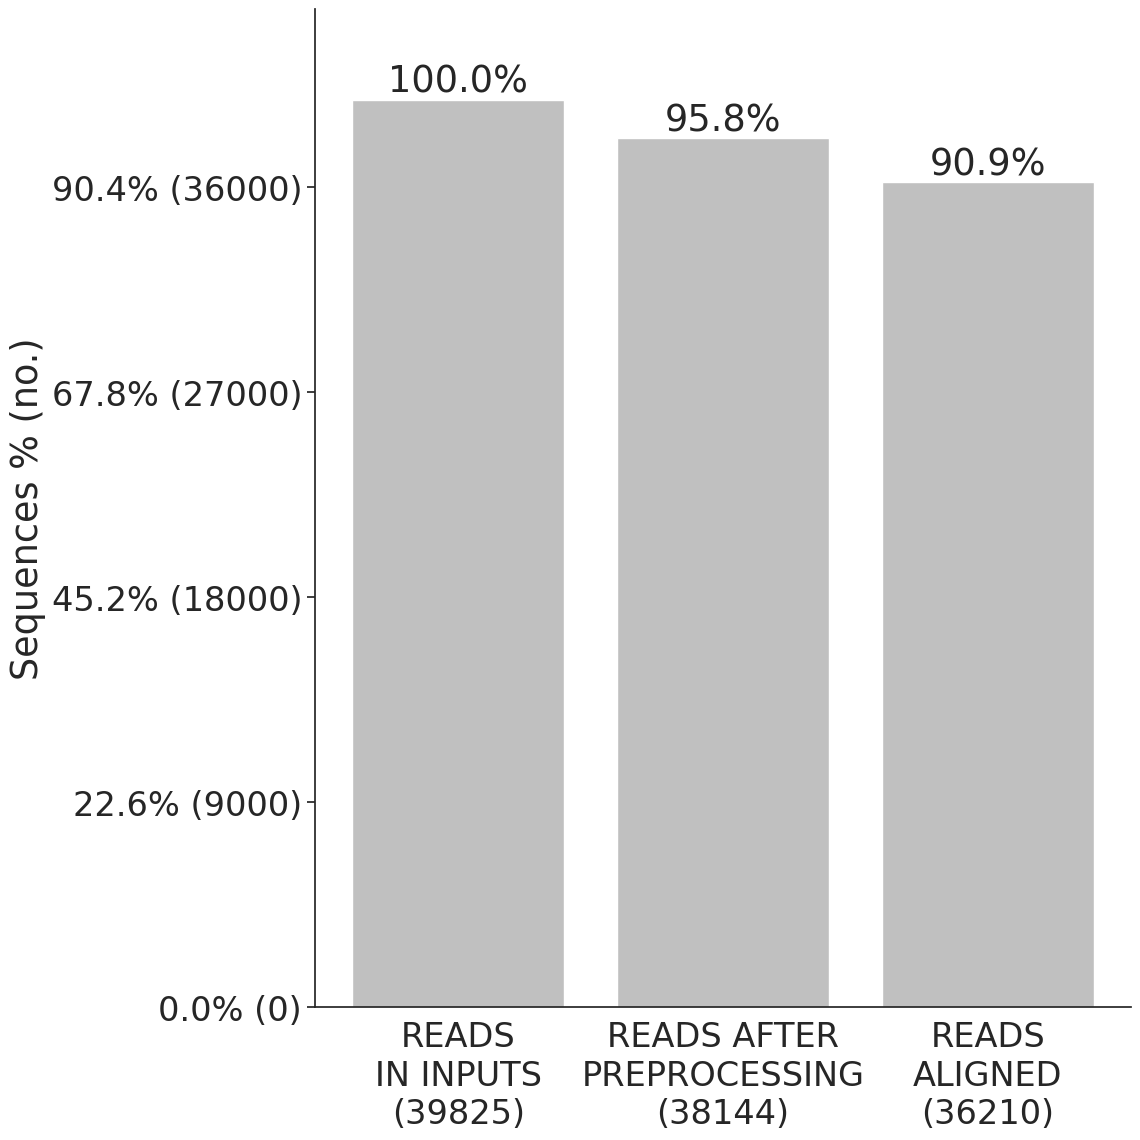 100.0%
95.8%
90.9%
90.4% (36000)
67.8% (27000)
45.2% (18000)
22.6% (9000)
0.0% (0)
Sequences % (no.)
READS
IN INPUTS
(39825)
READS AFTER
PREPROCESSING
(38144)
READS
ALIGNED
(36210)